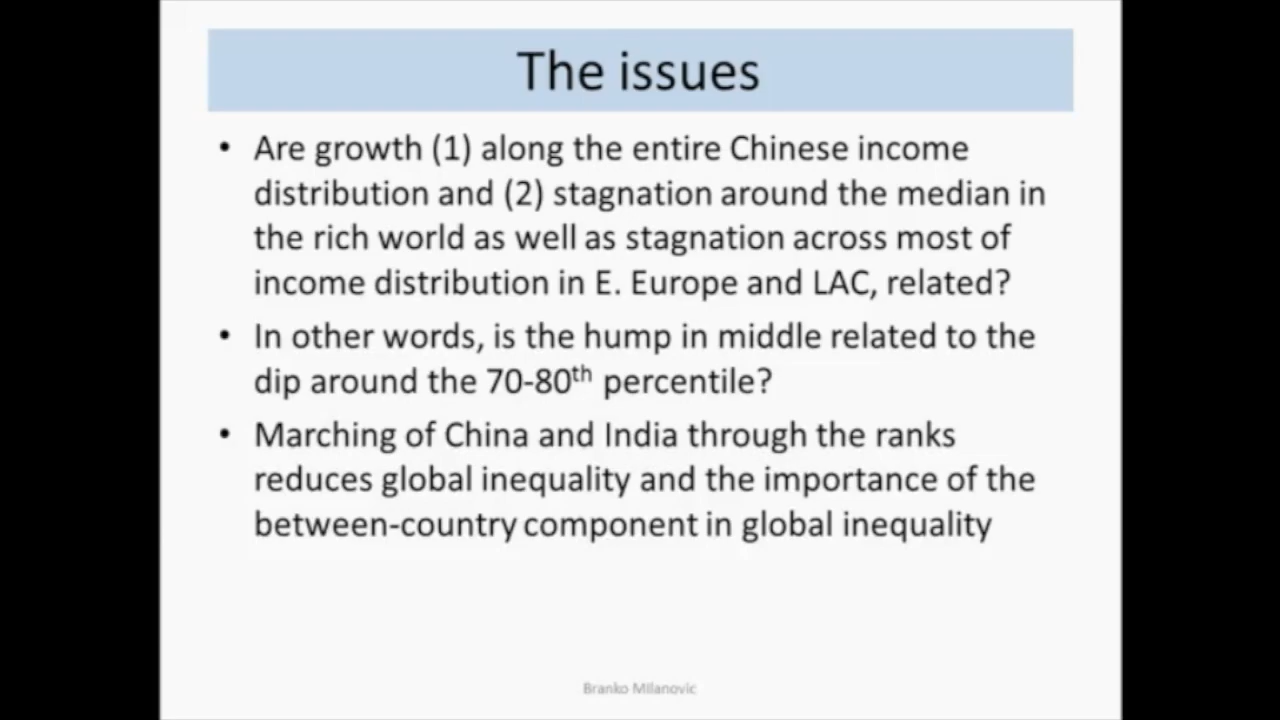 The issues
• Are growth (1) along the entire Chinese income
distribution and (2) stagnation around the median in
the rich world as well as stagnation across most of
income distribution in E. Europe and LAC, related?
• In other words, is the hump in middle related to the
dip around the 70-80th percentile?
• Marching of China and India through the ranks
reduces global inequality and the importance of the
between-country component in global inequality
Branko Milanovic